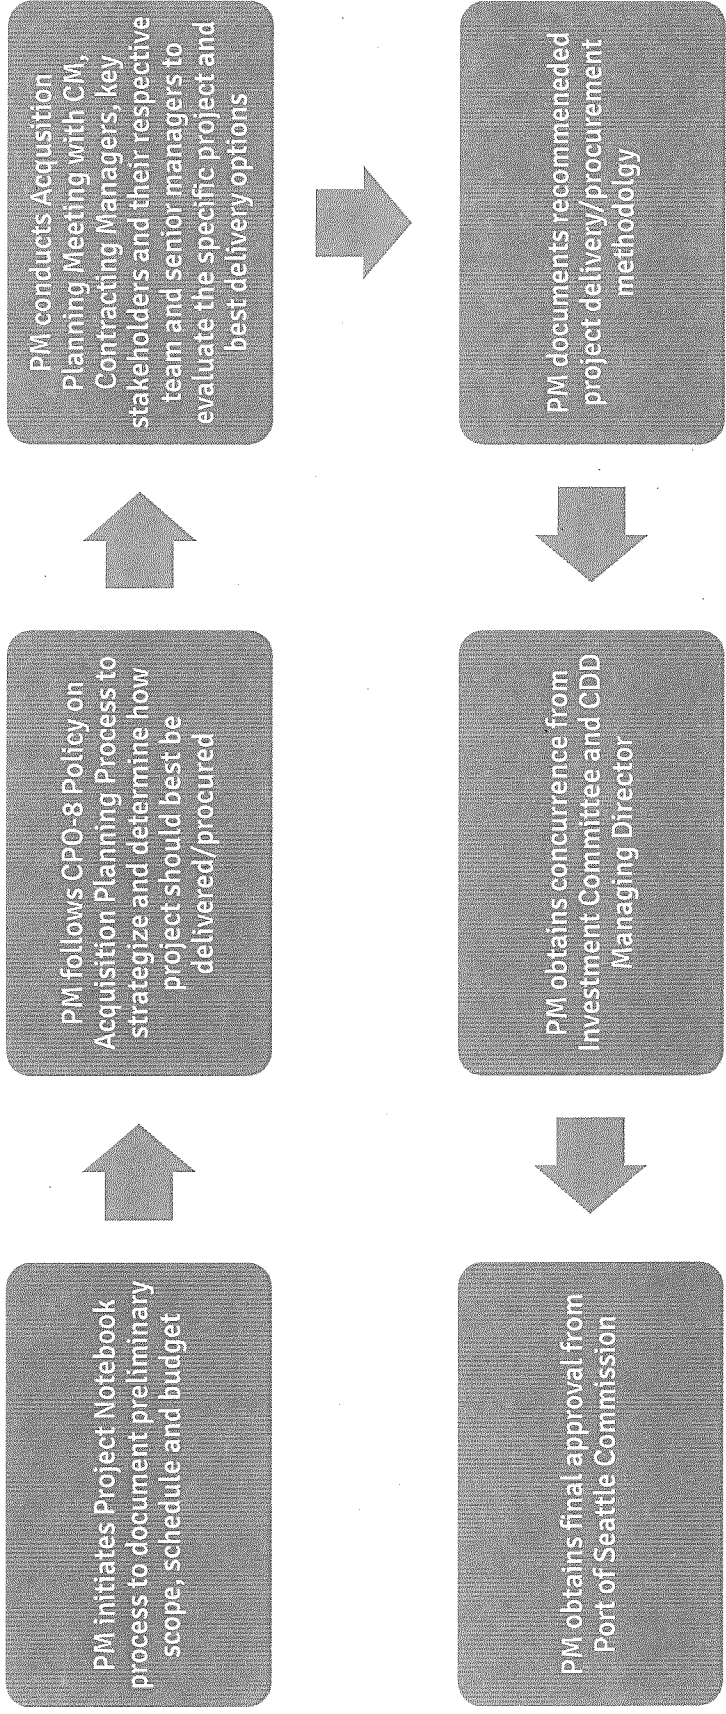 PM initiates Project Notebook
process to document preliminary
scope, schedule and budget
PM follows CPO-8 Policy on
Acquisition Planning Process to
strategize and determine how
project should best be
delivered/procured
PM conducts Acqusition
Planning Meeting with CM,
Contracting Managers, key
stakeholders and their respective
team and senior managers to
evaluate the specific project and
best delivery options
PM documents recommeneded
project delivery/procurement
methodolgy
PM obtains concurrence from
Investment Committee and CDD
Managing Director
PM obtains final approval from
Port of Seattle Commission